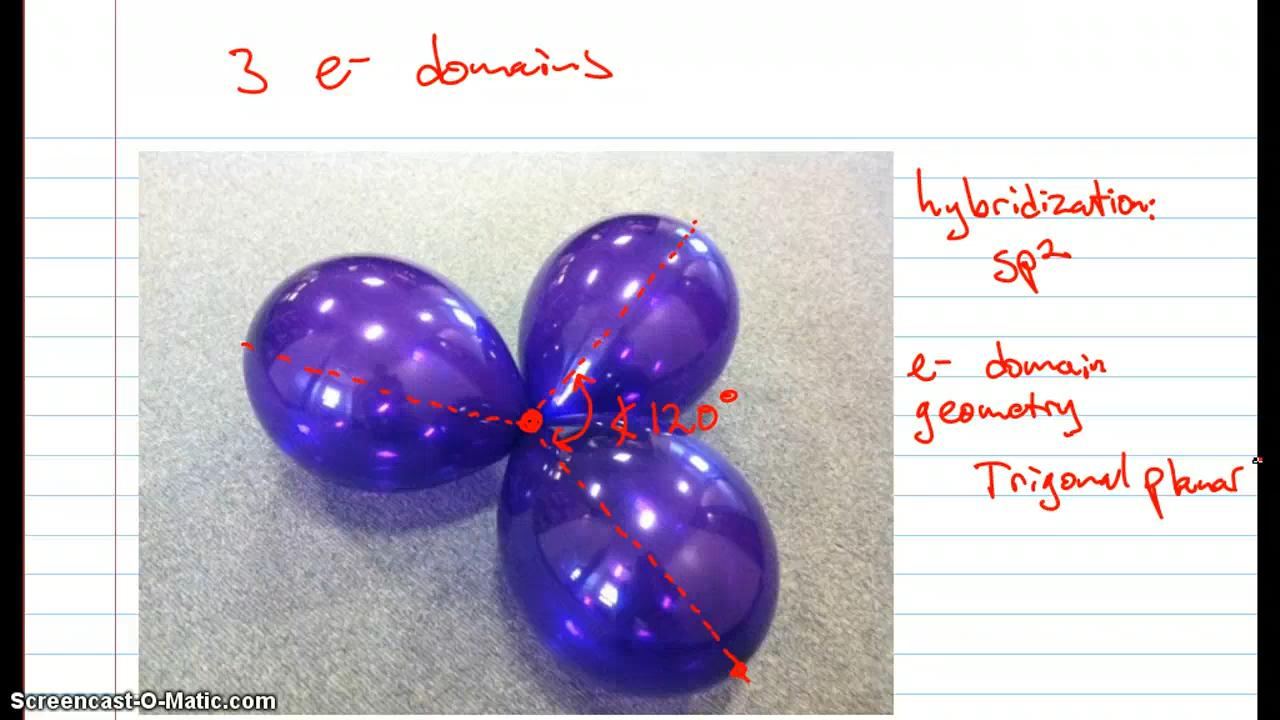 3 e⁻ domains
hybridization:
sp²
∢120°
e⁻ domain
geometry
Trigonal planar
Screencast-O-Matic.com